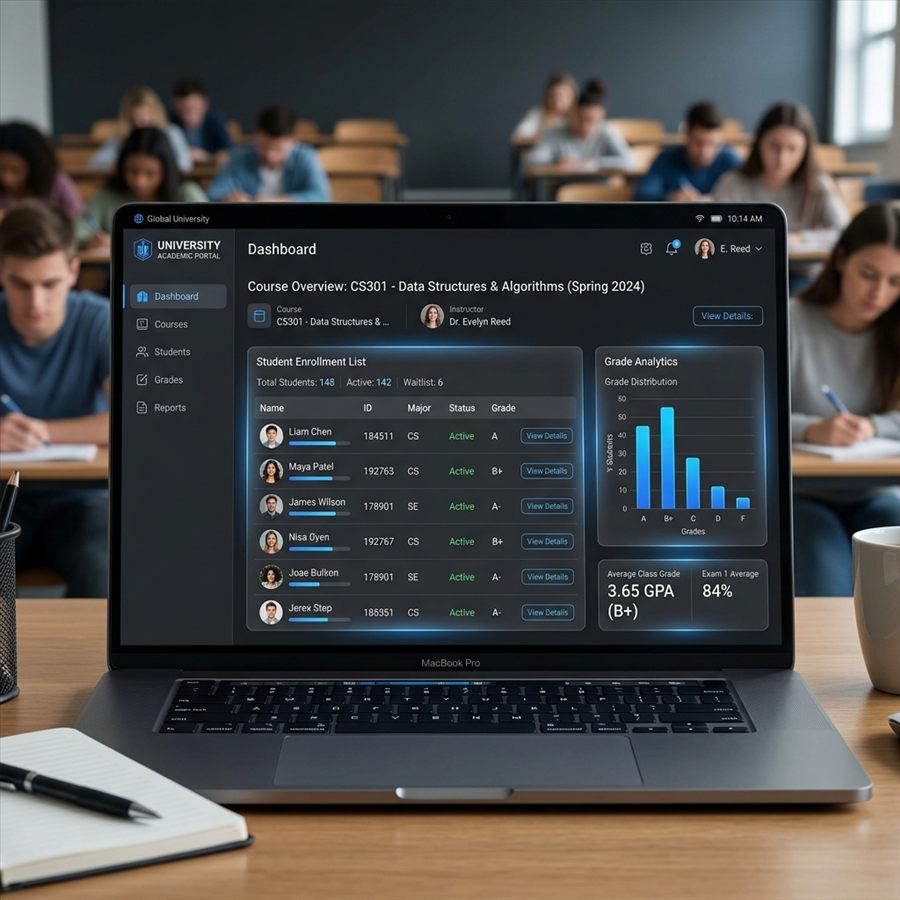 Global University
10.14 AM
UNIVERSITY
ACADEMIC PORTAL
Dashboard
E. Reed
Dashboard
Courses
Students
Grades
Reports
Course Overview: CS301 - Data Structures & Algorithms (Spring 2024)
Course
CS301 - Data Structures & ...
Instructor
Dr. Evelyn Reed
View Details:
Student Enrollment List
Total Students: 148 Active: 142 Waitlist: 6
Name ID Major Status Grade
Liam Chen 184511 CS Active A View Details
Maya Patel 192763 CS Active B+ View Details
James Wilson 178901 SE Active A- View Details
Nisa Oyen 192767 CS Active B+ View Details
Joae Bulken 178901 SE Active A- View Details
Jerex Step 185351 CS Active A- View Details
Grade Analytics
Grade Distribution
60
50
40
30
20
10
0
A B+ C D F
Grades
Average Class Grade
3.65 GPA
(B+)
Exam 1 Average
84%
MacBook Pro